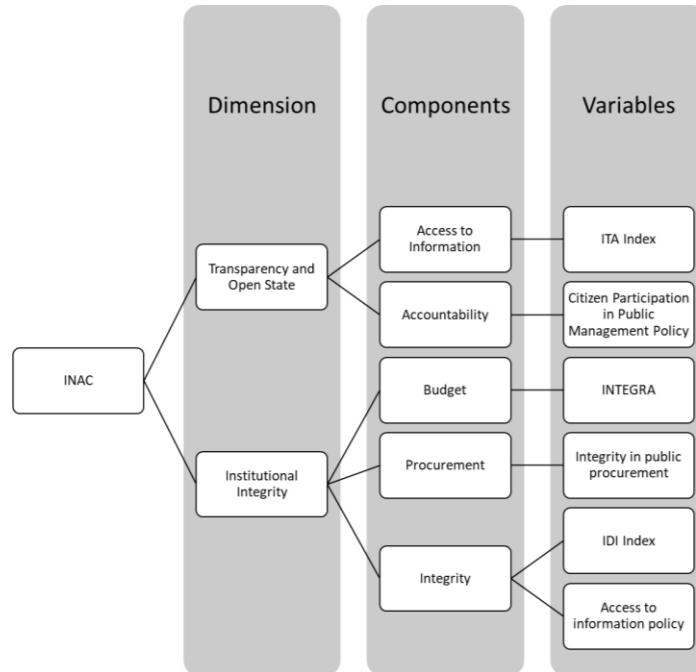 Dimension
Components
Variables
Access to
Information
ITA Index
Transparency and
Open State
Accountability
Citizen Participation
in Public
Management Policy
INAC
Budget
INTEGRA
Institutional
Integrity
Procurement
Integrity in public
procurement
Integrity
IDI Index
Access to
information policy